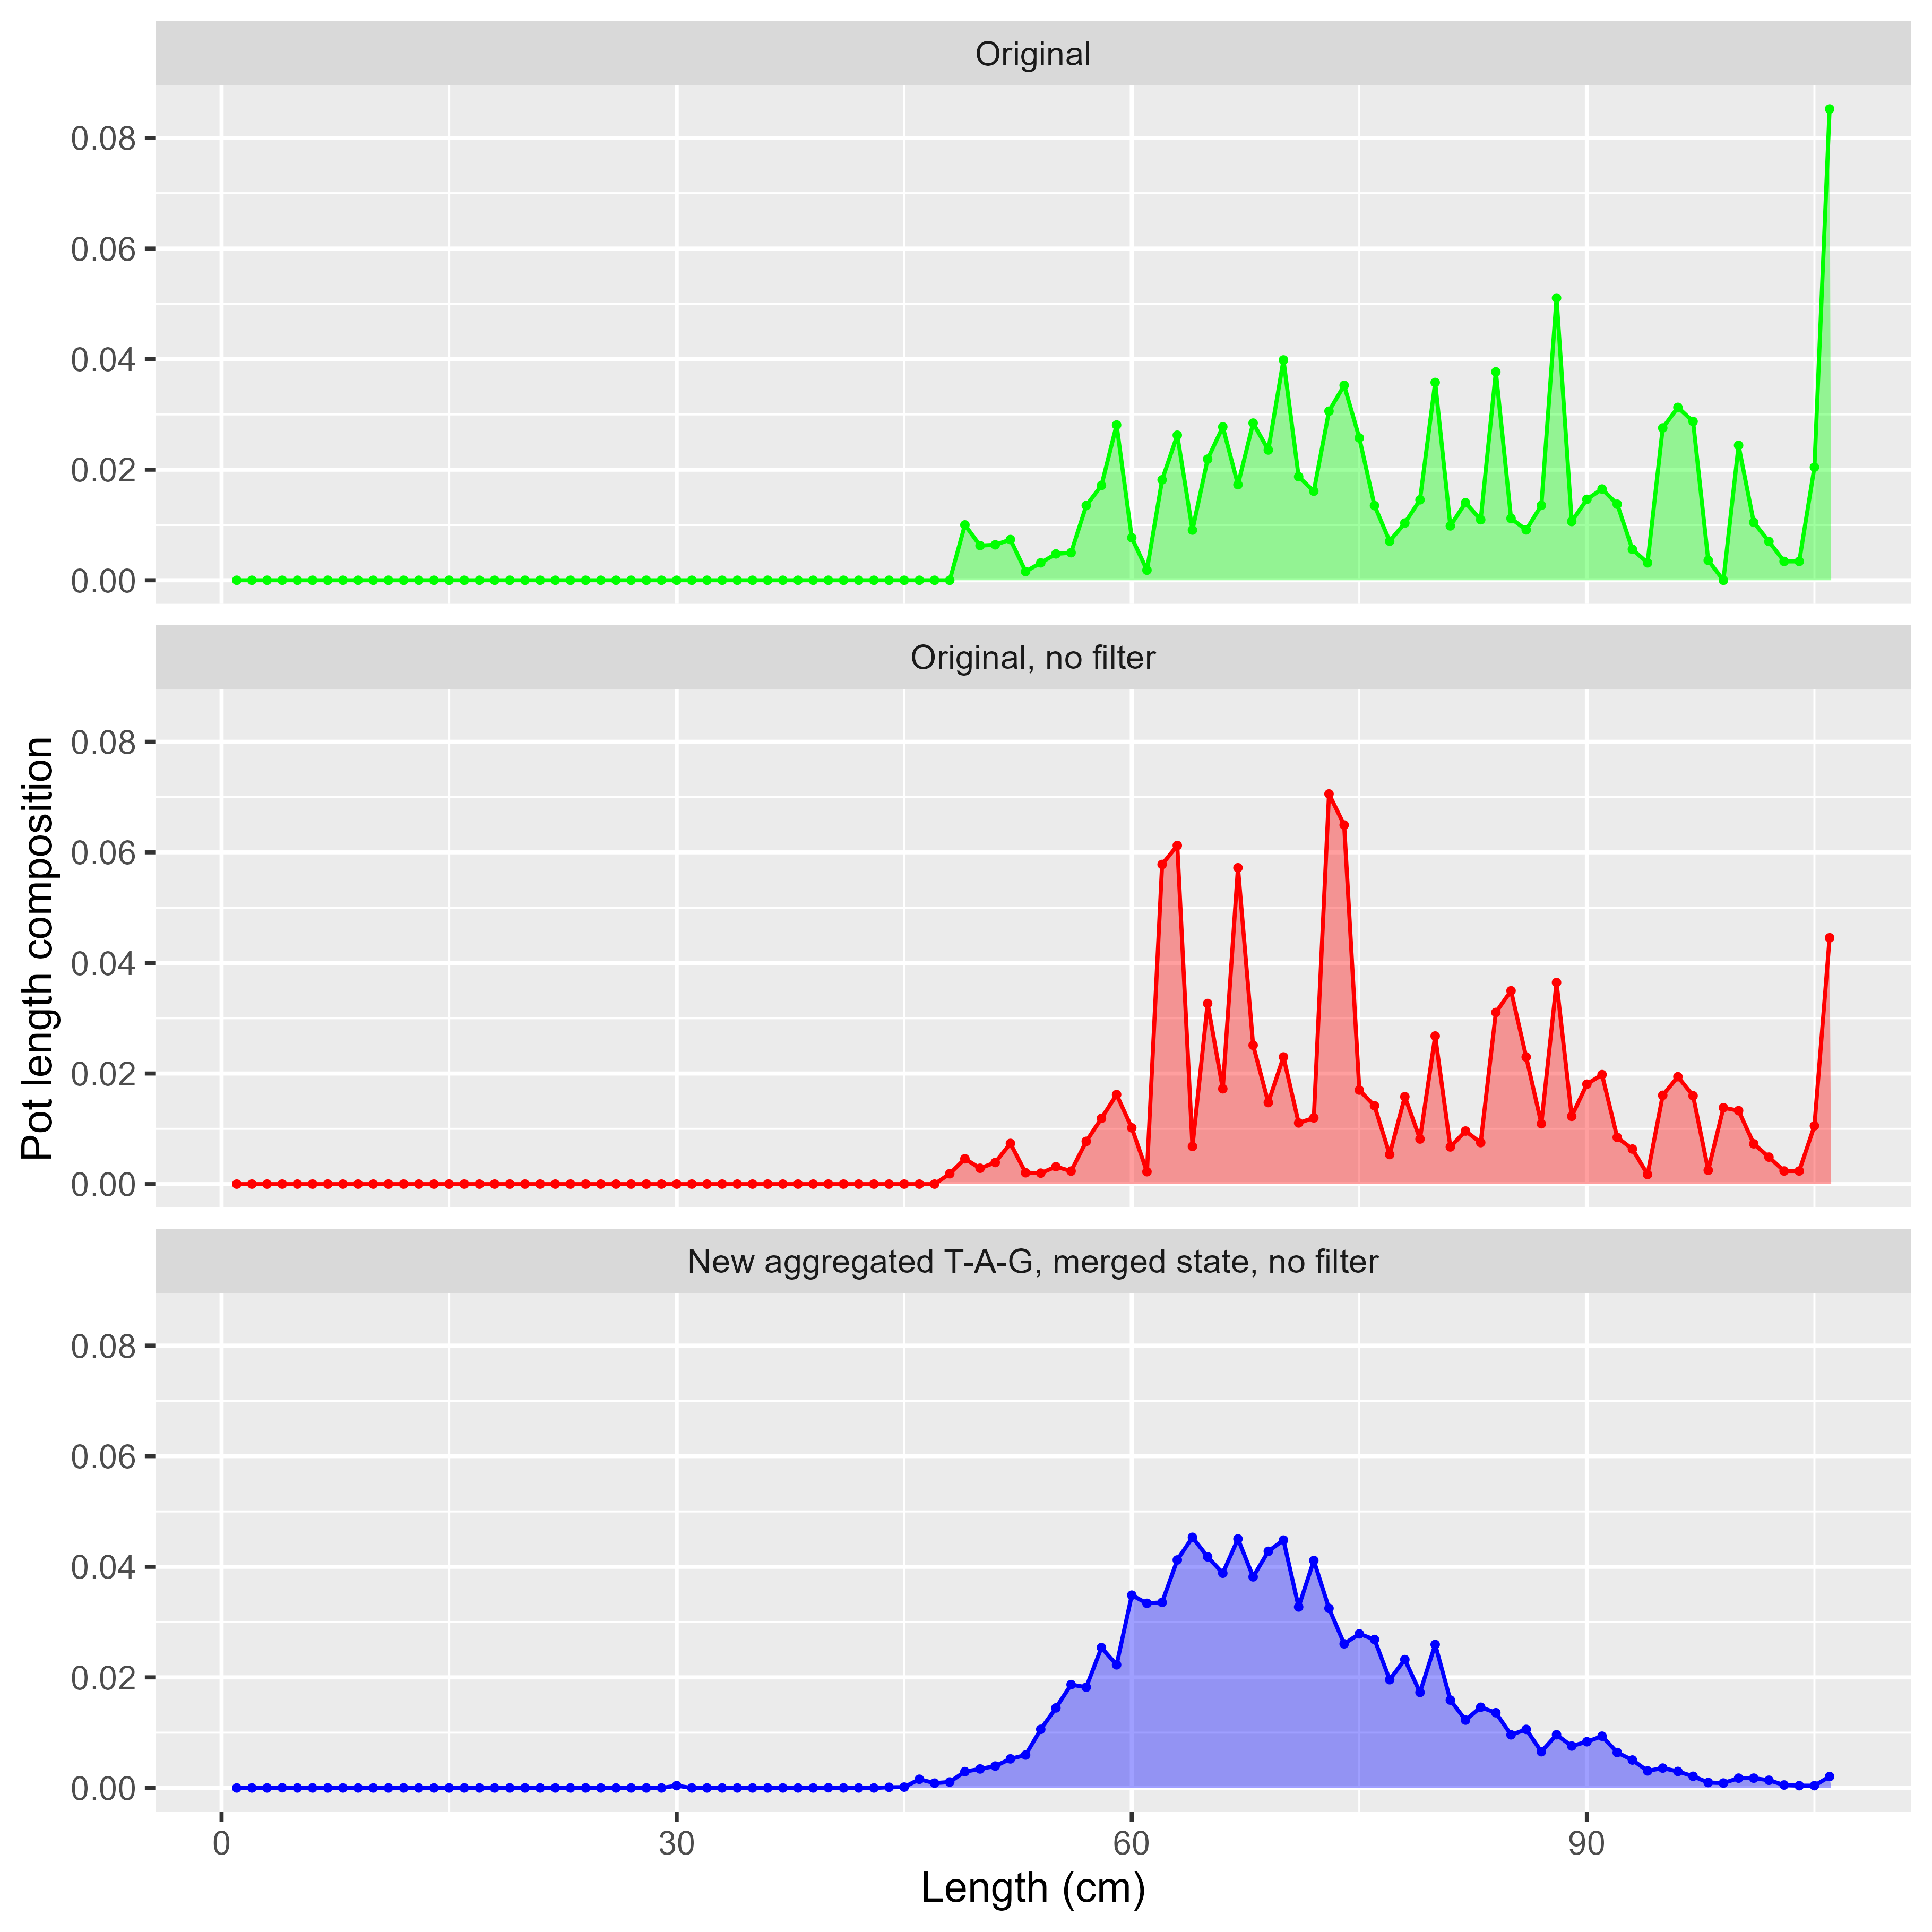 Original
0.08
0.06
0.04
0.02
0.00
Original, no filter
0.08
0.06
0.04
0.02
0.00
Pot length composition
New aggregated T-A-G, merged state, no filter
0.08
0.06
0.04
0.02
0.00
0 30 60 90
Length (cm)